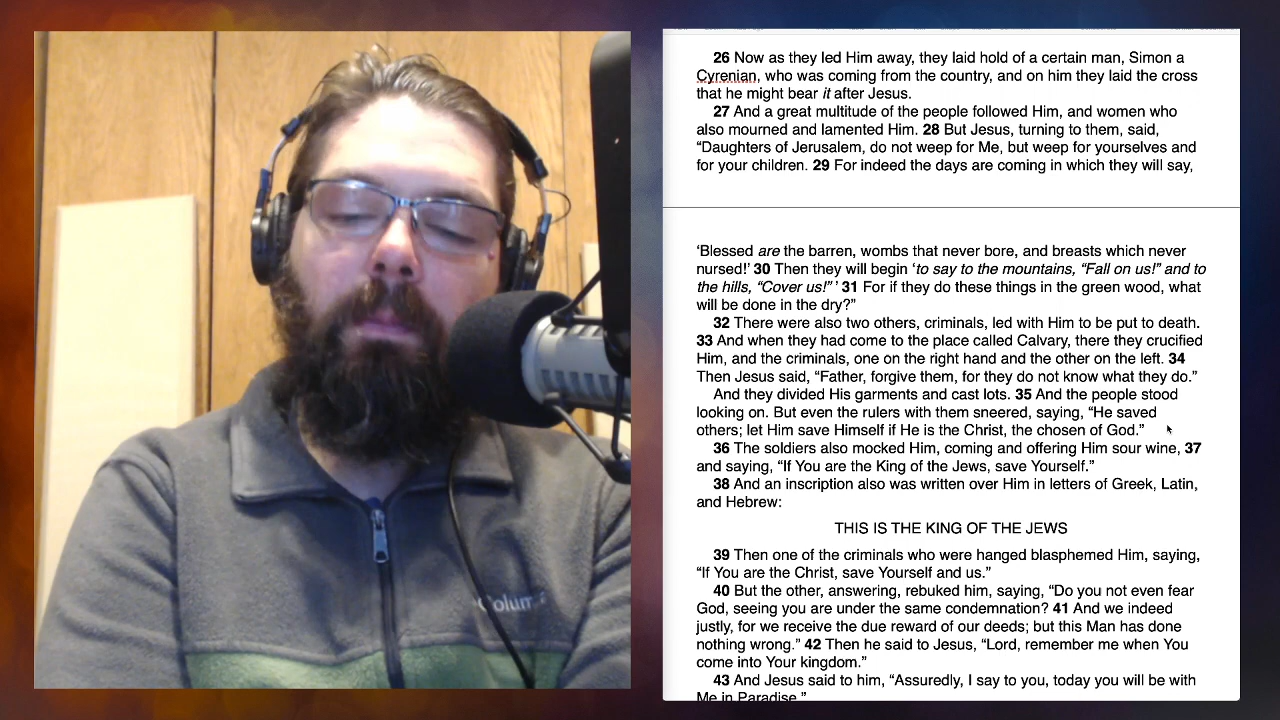 26 Now as they led Him away, they laid hold of a certain man, Simon a
Cyrenian, who was coming from the country, and on him they laid the cross
that he might bear it after Jesus.
27 And a great multitude of the people followed Him, and women who
also mourned and lamented Him. 28 But Jesus, turning to them, said,
“Daughters of Jerusalem, do not weep for Me, but weep for yourselves and
for your children. 29 For indeed the days are coming in which they will say,
‘Blessed are the barren, wombs that never bore, and breasts which never
nursed!’ 30 Then they will begin ‘to say to the mountains, “Fall on us!” and to
the hills, “Cover us!” ’ 31 For if they do these things in the green wood, what
will be done in the dry?”
32 There were also two others, criminals, led with Him to be put to death.
33 And when they had come to the place called Calvary, there they crucified
Him, and the criminals, one on the right hand and the other on the left. 34
Then Jesus said, “Father, forgive them, for they do not know what they do.”
And they divided His garments and cast lots. 35 And the people stood
looking on. But even the rulers with them sneered, saying, “He saved
others; let Him save Himself if He is the Christ, the chosen of God.”
36 The soldiers also mocked Him, coming and offering Him sour wine, 37
and saying, “If You are the King of the Jews, save Yourself.”
38 And an inscription also was written over Him in letters of Greek, Latin,
and Hebrew:
THIS IS THE KING OF THE JEWS
39 Then one of the criminals who were hanged blasphemed Him, saying,
“If You are the Christ, save Yourself and us.”
40 But the other, answering, rebuked him, saying, “Do you not even fear
God, seeing you are under the same condemnation? 41 And we indeed
justly, for we receive the due reward of our deeds; but this Man has done
nothing wrong.” 42 Then he said to Jesus, “Lord, remember me when You
come into Your kingdom.”
43 And Jesus said to him, “Assuredly, I say to you, today you will be with
Me in Paradise.”